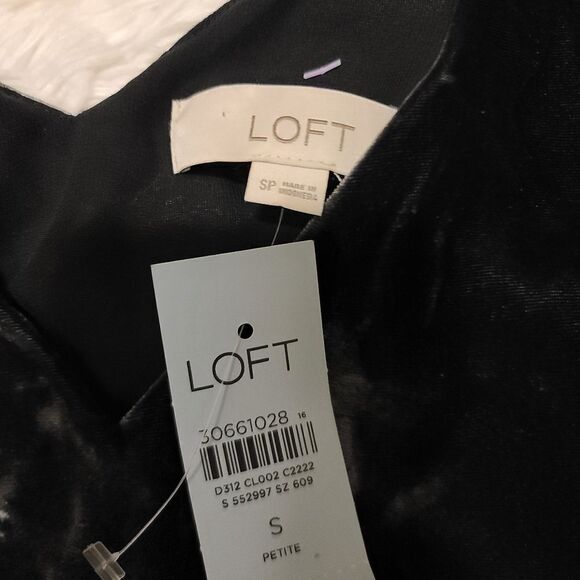 LOFT
SP MADE IN
INDONESIA
LOFT
30661028 16
D312 CL002 C2222
S 552997 SZ 609
S
PETITE